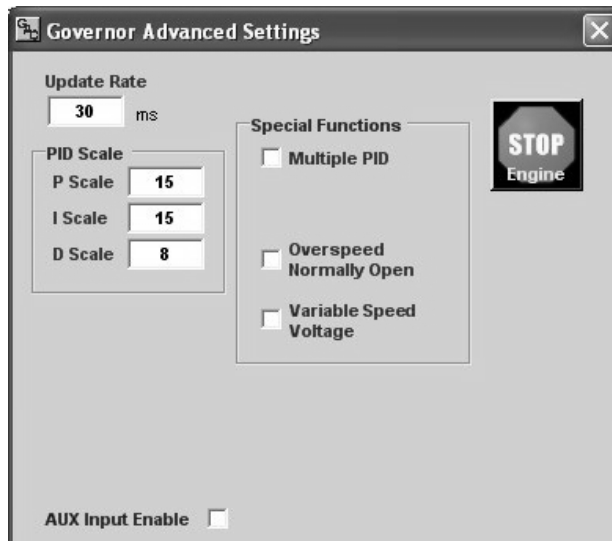 GAC Governor Advanced Settings
Update Rate
30 ms
PID Scale
P Scale 15
I Scale 15
D Scale 8
Special Functions
Multiple PID
Overspeed
Normally Open
Variable Speed
Voltage
STOP
Engine
AUX Input Enable